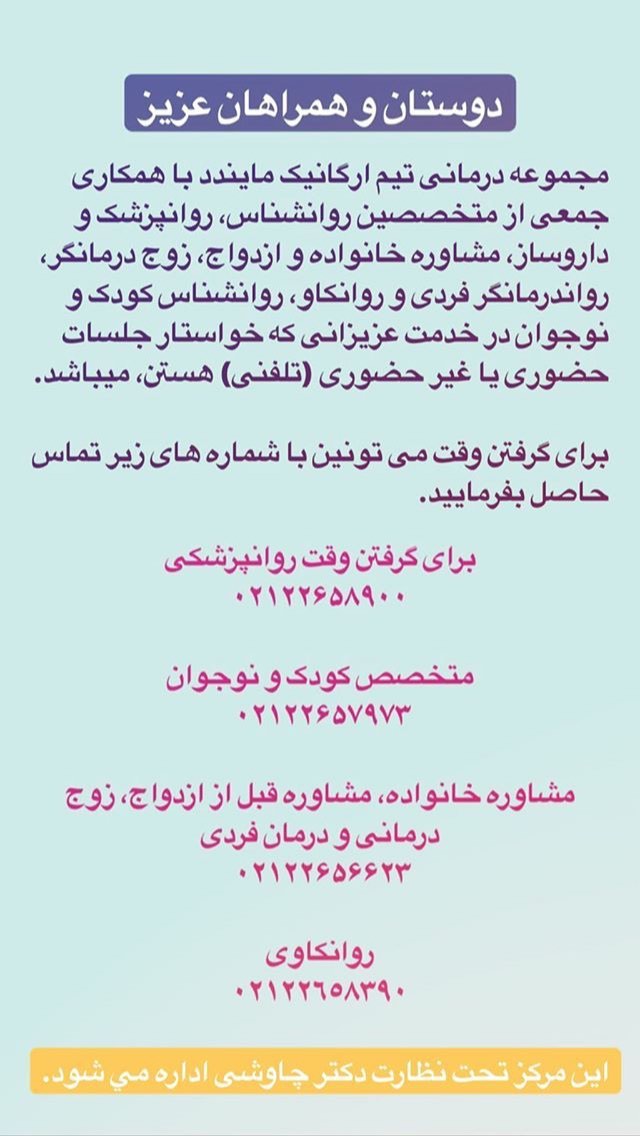 دوستان و همراهان عزیز
مجموعه درمانی تیم ارگانیک مایندد با همکاری
جمعی از متخصصین روانشناس، روانپزشک و
داروساز، مشاوره خانواده و ازدواج، زوج درمانگر،
رواندرمانگر فردی و روانکاو، روانشناس کودک و
نوجوان در خدمت عزیزانی که خواستار جلسات
حضوری یا غیر حضوری (تلفنی) هستن، میباشد.
برای گرفتن وقت می تونین با شماره های زیر تماس
حاصل بفرمایید.
برای گرفتن وقت روانپزشکی
۰۲۱۲۲۶۵۸۹۰۰
متخصص کودک و نوجوان
۰۲۱۲۲۶۵۷۹۷۳
مشاوره خانواده، مشاوره قبل از ازدواج، زوج
درمانی و درمان فردی
۰۲۱۲۲۶۵۶۶۲۳
روانکاوی
۰۲۱۲۲٦٥٨٣٩٠
این مرکز تحت نظارت دکتر چاوشی اداره مي شود.